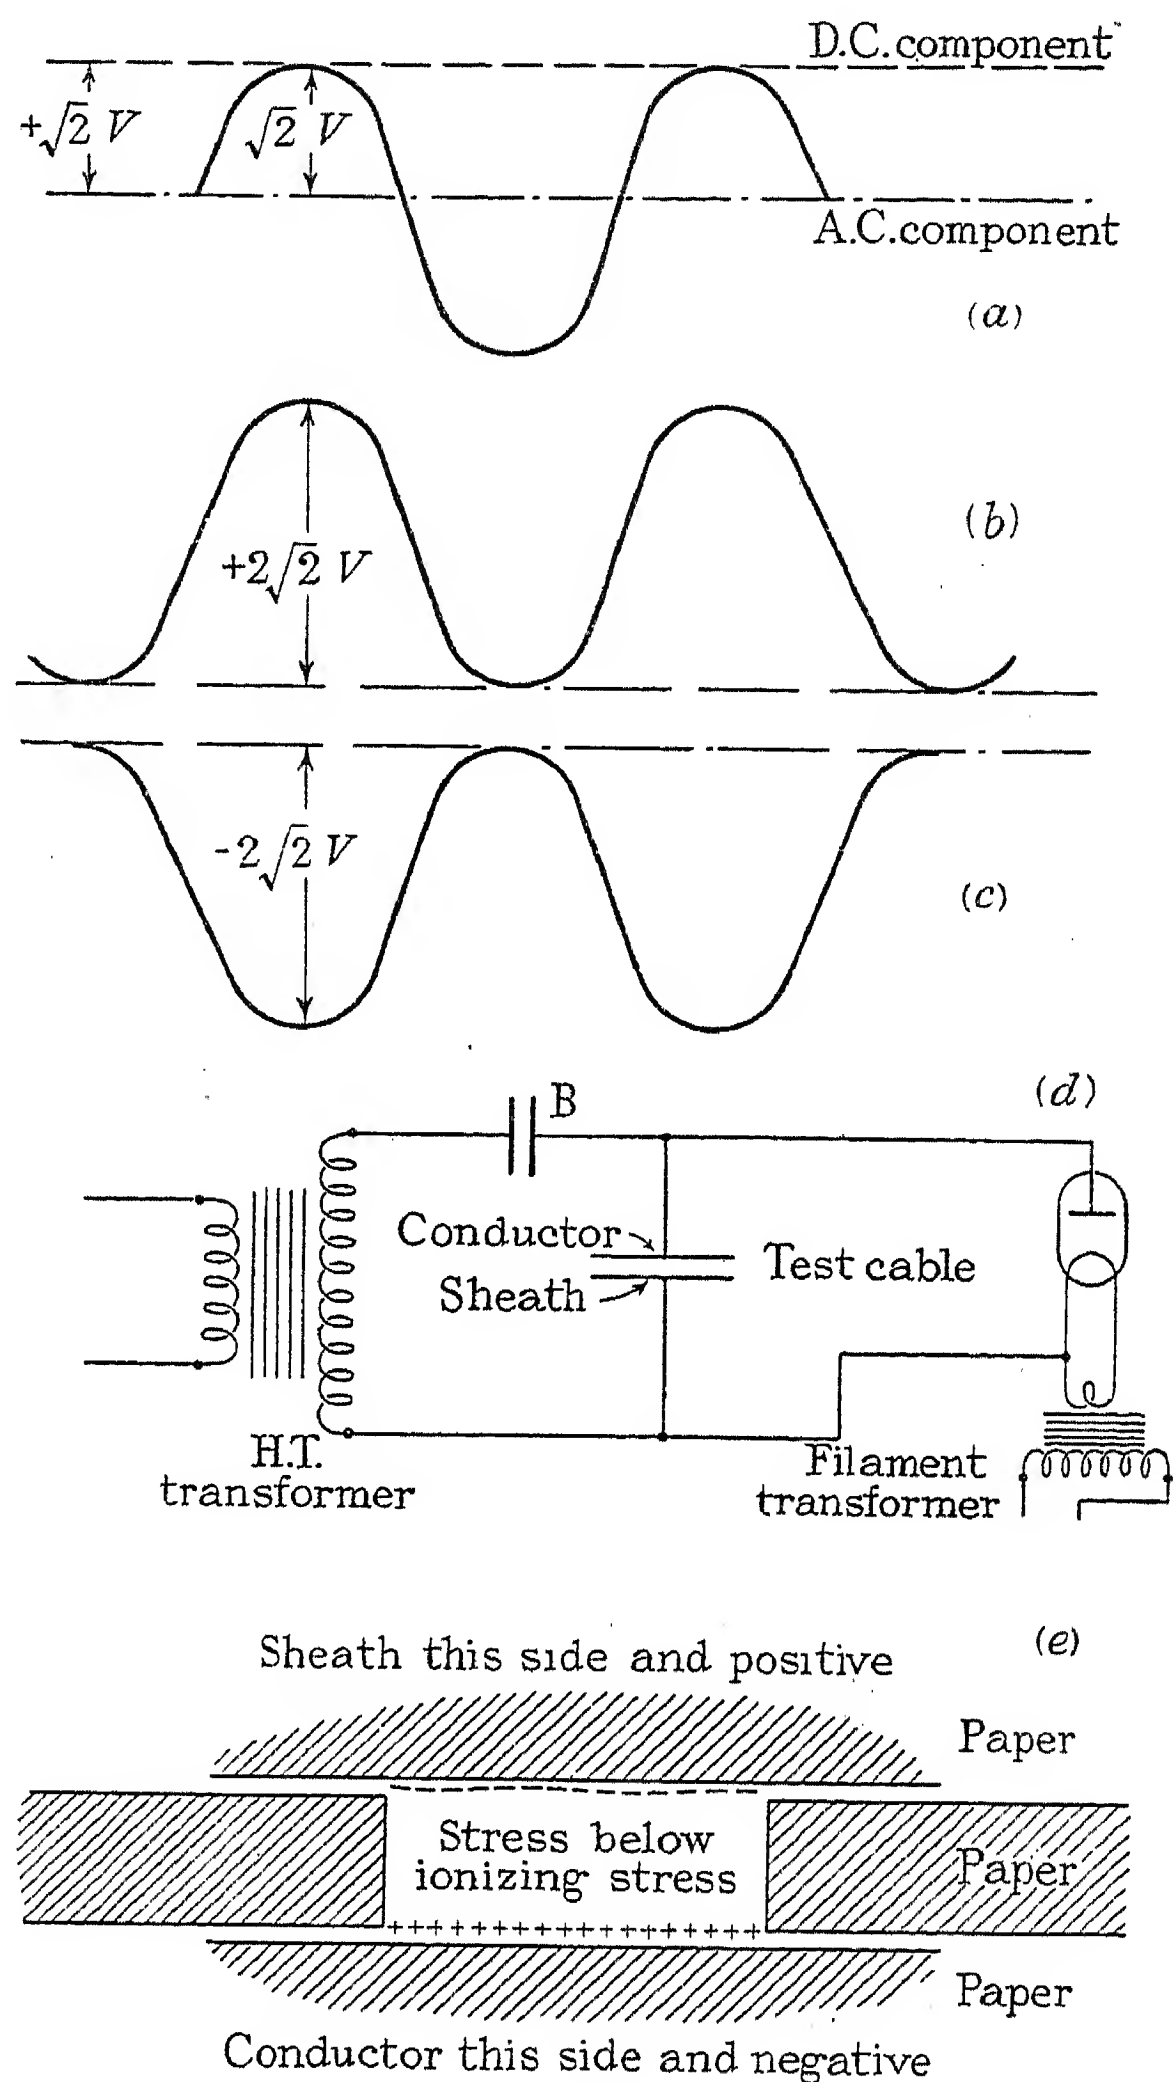 D.C. component
+√2 V
√2 V
A.C. component
(a)
(b)
+2√2 V
-2√2 V
(c)
(d)
B
Conductor
Sheath
Test cable
H.T.
transformer
Filament
transformer
(e)
Sheath this side and positive
Paper
Stress below
ionizing stress
Paper
+++++++++++++++++
Paper
Conductor this side and negative